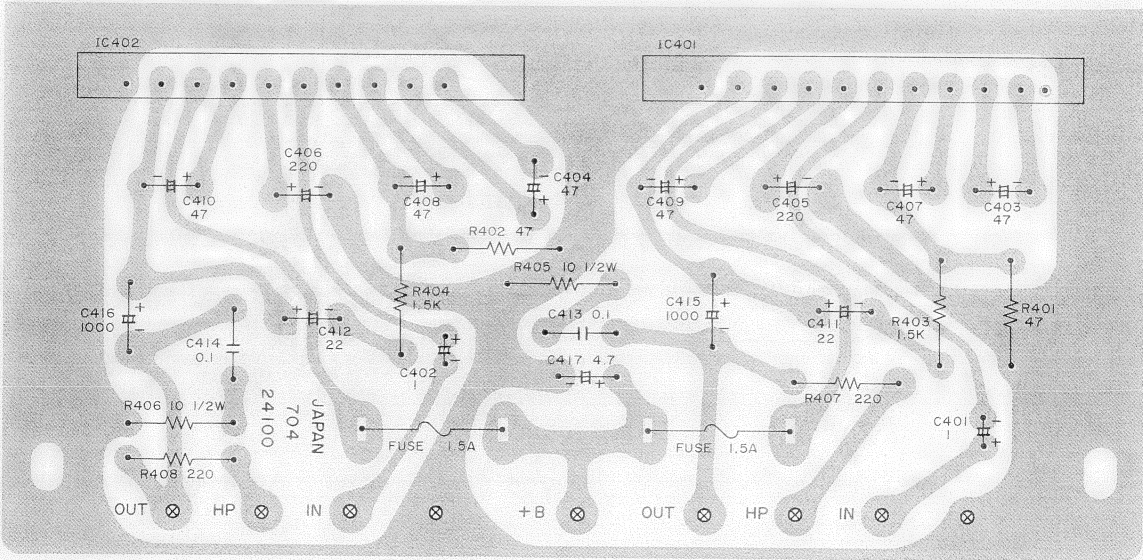 IC402
IC401
C406
220
C410
47
C408
47
C404
47
C409
47
C405
220
C407
47
C403
47
R402 47
R405 10 1/2W
R404
1.5K
C416
1000
C414
0.1
C412
22
C402
1
C413 0.1
C417 4.7
C415
1000
C411
22
R403
1.5K
R401
47
R407 220
C401
1
R406 10 1/2W
R408 220
JAPAN
704
24100
FUSE 1.5A
FUSE 1.5A
OUT
HP
IN
+B
OUT
HP
IN